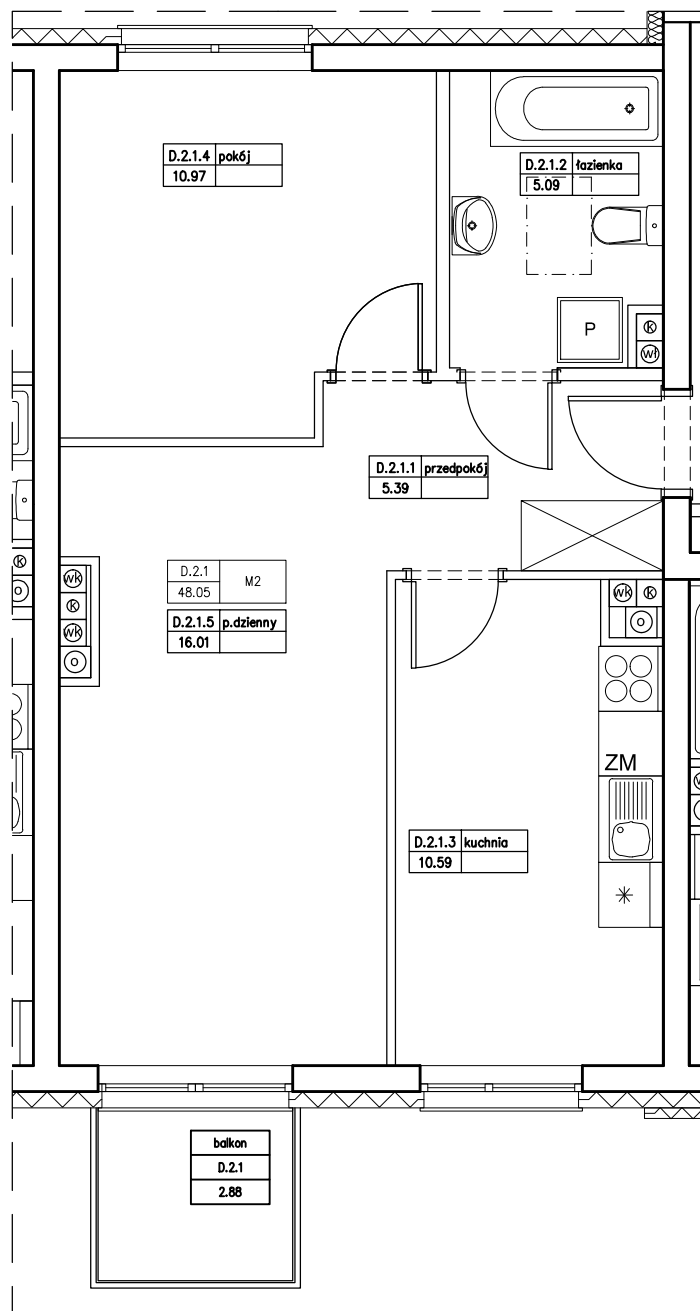 D.2.1.4 pokój
10.97
D.2.1.2 łazienka
5.09
P
k
wł
D.2.1.1 przedpokój
5.39
k
o
wk
k
wk
o
D.2.1 M2
48.05
D.2.1.5 p.dzienny
16.01
wk k
o
ZM
D.2.1.3 kuchnia
10.59
balkon
D.2.1
2.88